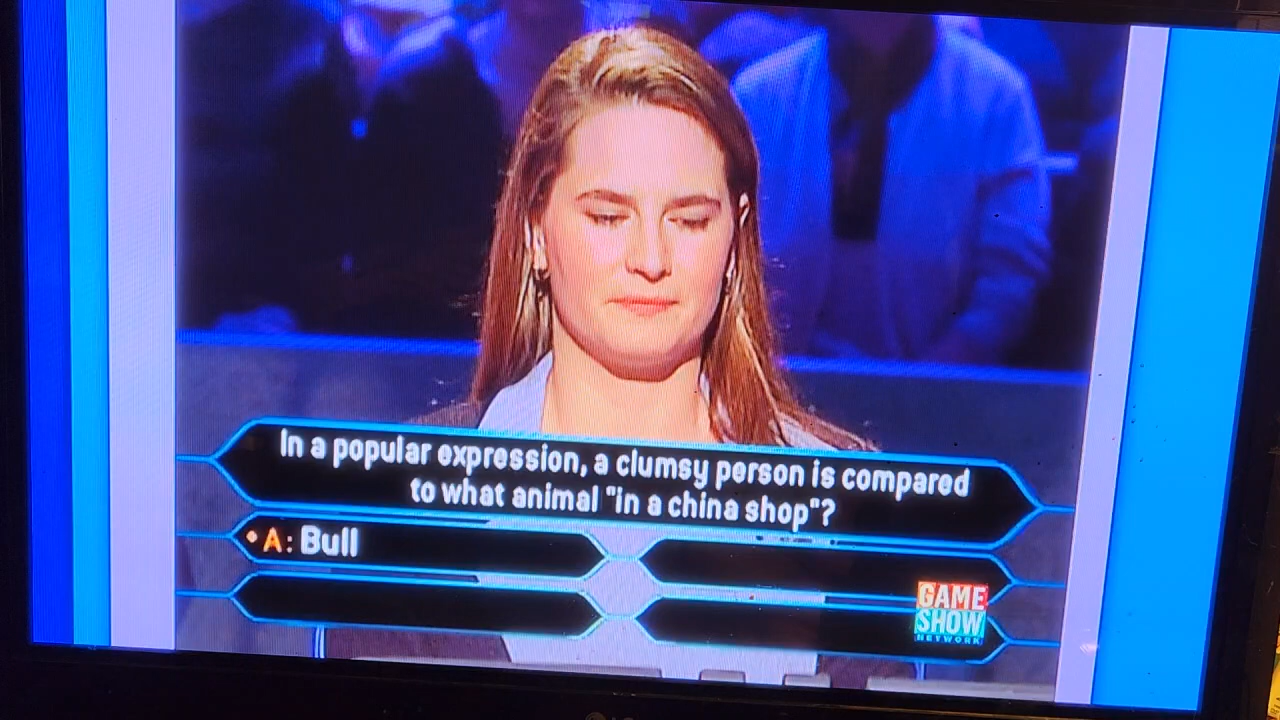 In a popular expression, a clumsy person is compared
to what animal "in a china shop"?
A: Bull
GAME
SHOW
NETWORK